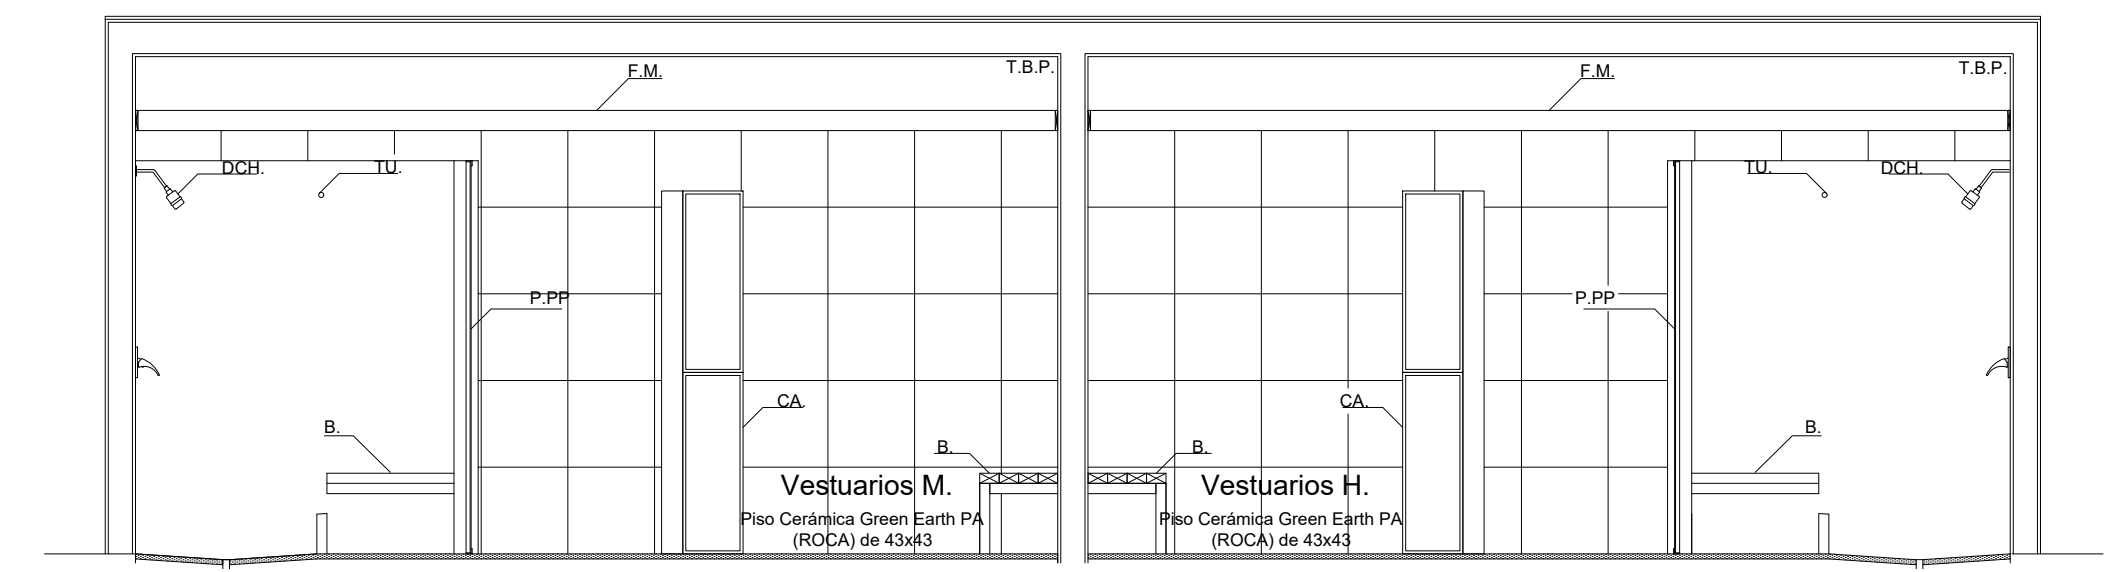 F.M.
T.B.P.
F.M.
T.B.P.
DCH.
TU.
TU.
DCH.
P.PP
P.PP
CA.
CA.
B.
B.
B.
B.
Vestuarios M.
Piso Cerámica Green Earth PA
(ROCA) de 43x43
Vestuarios H.
Piso Cerámica Green Earth PA
(ROCA) de 43x43